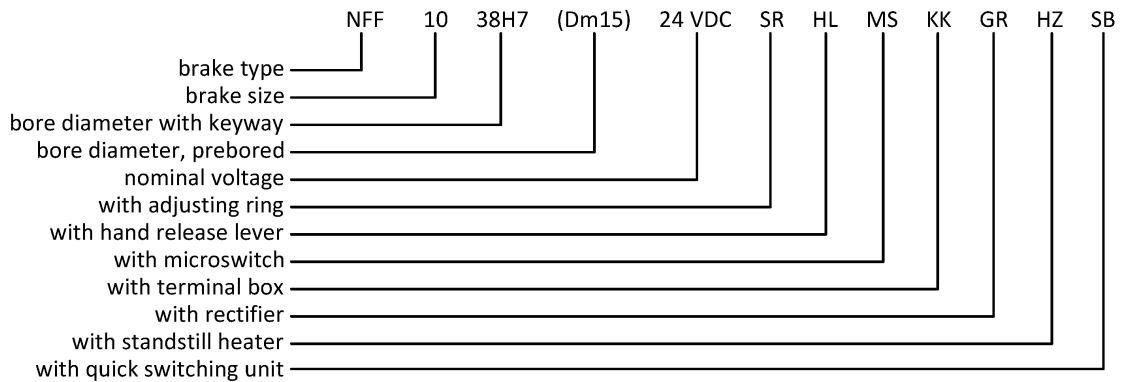 NFF 10 38H7 (Dm15) 24 VDC SR HL MS KK GR HZ SB
brake type
brake size
bore diameter with keyway
bore diameter, prebored
nominal voltage
with adjusting ring
with hand release lever
with microswitch
with terminal box
with rectifier
with standstill heater
with quick switching unit